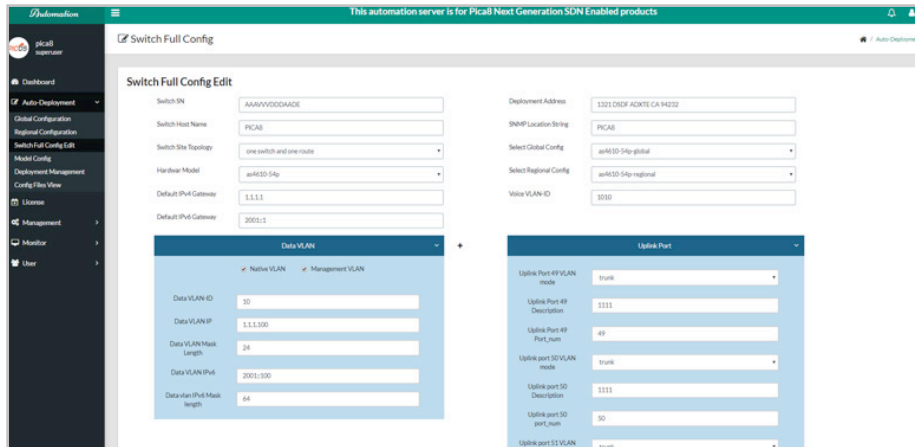 Automation
This automation server is for Pica8 Next Generation SDN Enabled products
pica8
superuser
Switch Full Config
/ Auto-Deployme
Dashboard
Auto-Deployment
Global Configuration
Regional Configuration
Switch Full Config Edit
Model Config
Deployment Management
Config Files View
License
Management
Monitor
User
Switch Full Config Edit
Switch SN
AAAVVVDDDAADE
Deployment Address
1321 DSDF ADXTE CA 94232
Switch Host Name
PICA8
SNMP Location String
PICA8
Switch Site Topology
one switch and one route
Select Global Config
as4610-54p-global
Hardwar Model
as4610-54p
Select Regional Config
as4610-54p-regional
Default IPv4 Gateway
1.1.1.1
Voice VLAN-ID
1010
Default IPv6 Gateway
2001::1
Data VLAN
+
Native VLAN
Management VLAN
Data VLAN-ID
10
Data VLAN IP
1.1.1.100
Data VLAN Mask
Length
24
Data VLAN IPv6
2001::100
Data vlan IPv6 Mask
length
64
Uplink Port
Uplink Port 49 VLAN
mode
trunk
Uplink Port 49
Description
1111
Uplink Port 49
Port_num
49
Uplink port 50 VLAN
mode
trunk
Uplink port 50
Description
1111
Uplink port 50
port_num
50
Uplink port 51 VLAN
trunk